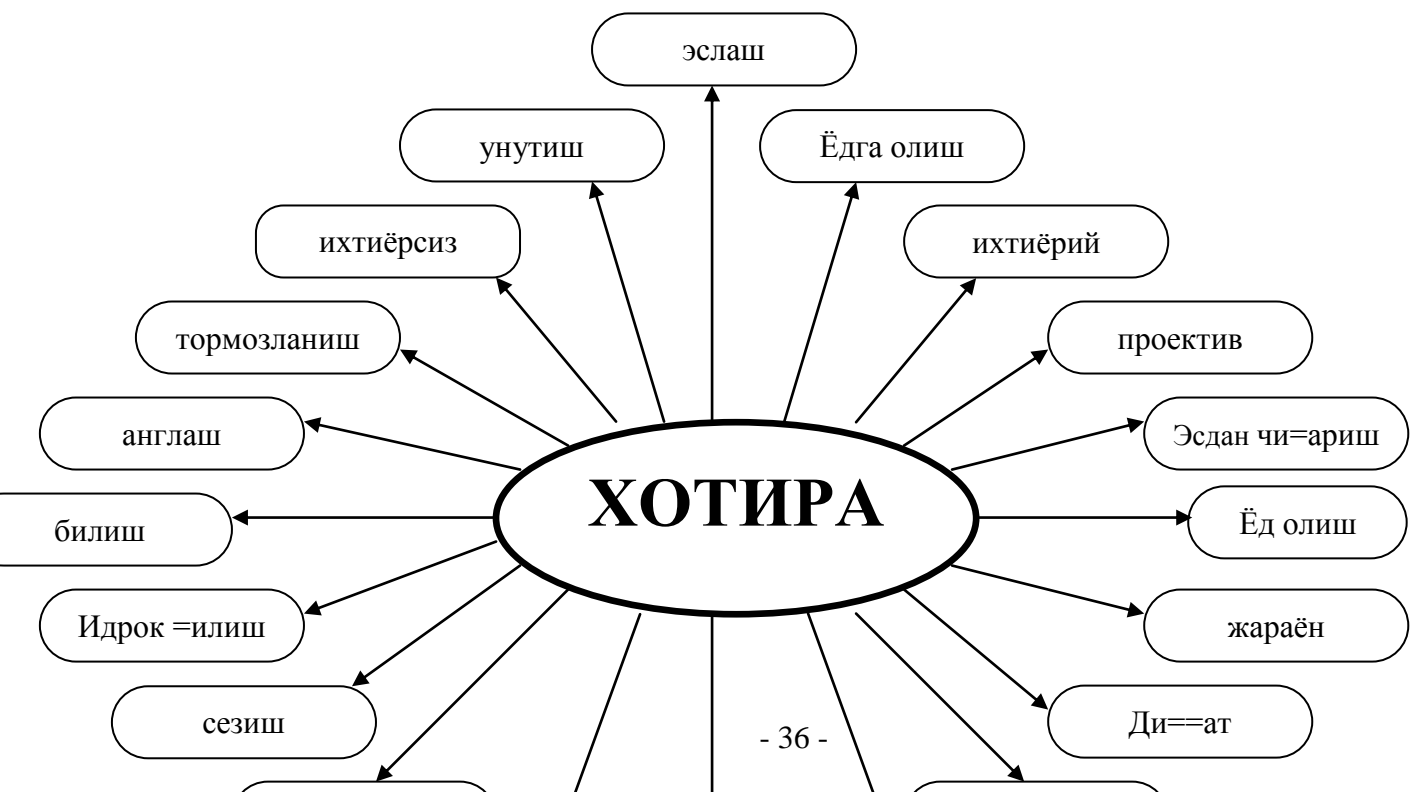 эслаш
унутиш
Ёдга олиш
ихтиёрсиз
ихтиёрий
тормозланиш
проектив
англаш
Эсдан чи=ариш
ХОТИРА
билиш
Ёд олиш
Идрок =илиш
жараён
сезиш
Ди==ат
- 36 -